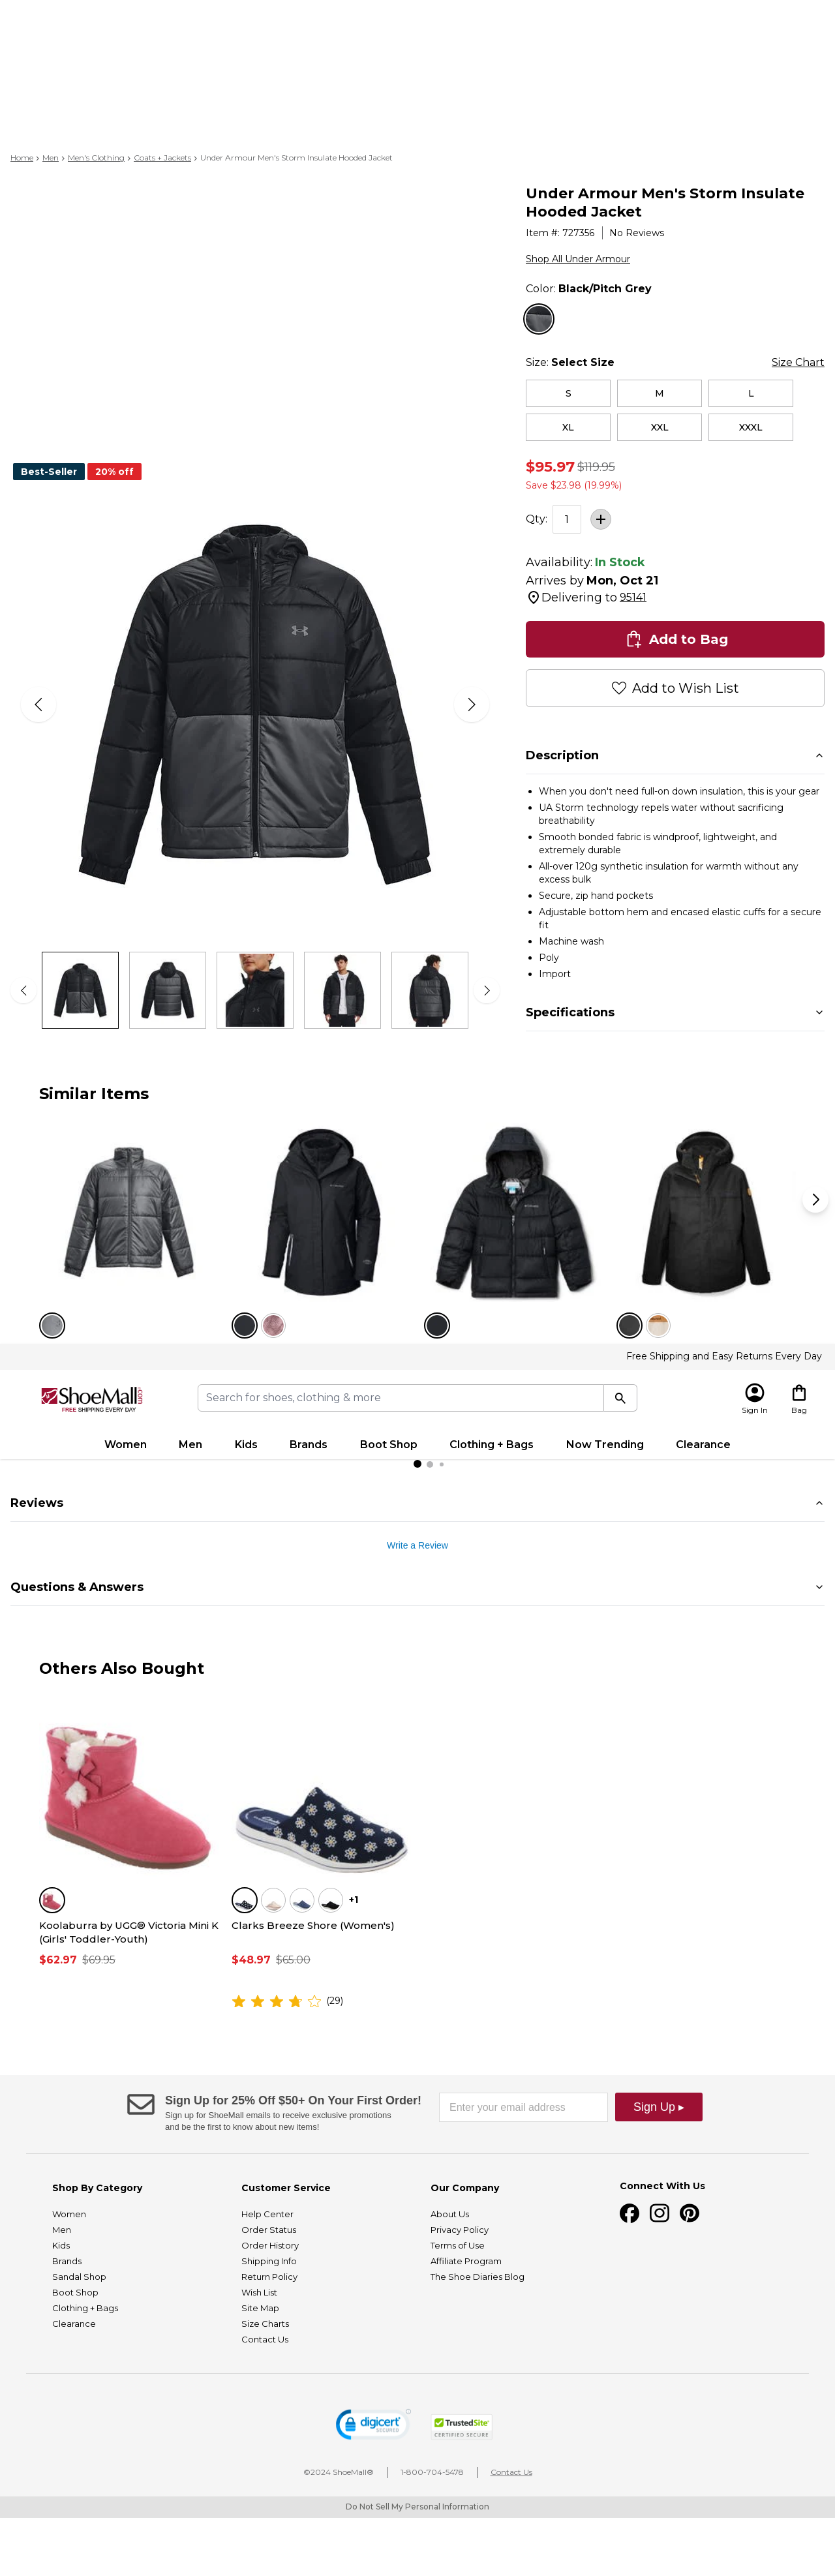 Home > Men > Men's Clothing > Coats + Jackets > Under Armour Men's Storm Insulate Hooded Jacket
Under Armour Men's Storm Insulate
Hooded Jacket
Item #: 727356 | No Reviews
Shop All Under Armour
Color: Black/Pitch Grey
Size: Select Size
Size Chart
S
M
L
XL
XXL
XXXL
Best-Seller
20% off
$95.97 $119.95
Save $23.98 (19.99%)
Qty: 1
Availability: In Stock
Arrives by Mon, Oct 21
Delivering to 95141
Add to Bag
Add to Wish List
Description
When you don't need full-on down insulation, this is your gear
UA Storm technology repels water without sacrificing
breathability
Smooth bonded fabric is windproof, lightweight, and
extremely durable
All-over 120g synthetic insulation for warmth without any
excess bulk
Secure, zip hand pockets
Adjustable bottom hem and encased elastic cuffs for a secure
fit
Machine wash
Poly
Import
Specifications
Similar Items
Free Shipping and Easy Returns Every Day
ShoeMall.com
FREE SHIPPING EVERY DAY
Search for shoes, clothing & more
Sign In
Bag
Women
Men
Kids
Brands
Boot Shop
Clothing + Bags
Now Trending
Clearance
Reviews
Write a Review
Questions & Answers
Others Also Bought
+1
Koolaburra by UGG® Victoria Mini K
(Girls' Toddler-Youth)
$62.97 $69.95
Clarks Breeze Shore (Women's)
$48.97 $65.00
(29)
Sign Up for 25% Off $50+ On Your First Order!
Sign up for ShoeMall emails to receive exclusive promotions
and be the first to know about new items!
Enter your email address
Sign Up ▸
Shop By Category
Women
Men
Kids
Brands
Sandal Shop
Boot Shop
Clothing + Bags
Clearance
Customer Service
Help Center
Order Status
Order History
Shipping Info
Return Policy
Wish List
Site Map
Size Charts
Contact Us
Our Company
About Us
Privacy Policy
Terms of Use
Affiliate Program
The Shoe Diaries Blog
Connect With Us
digicert
SECURED
TrustedSite
CERTIFIED SECURE
©2024 ShoeMall®
1-800-704-5478
Contact Us
Do Not Sell My Personal Information